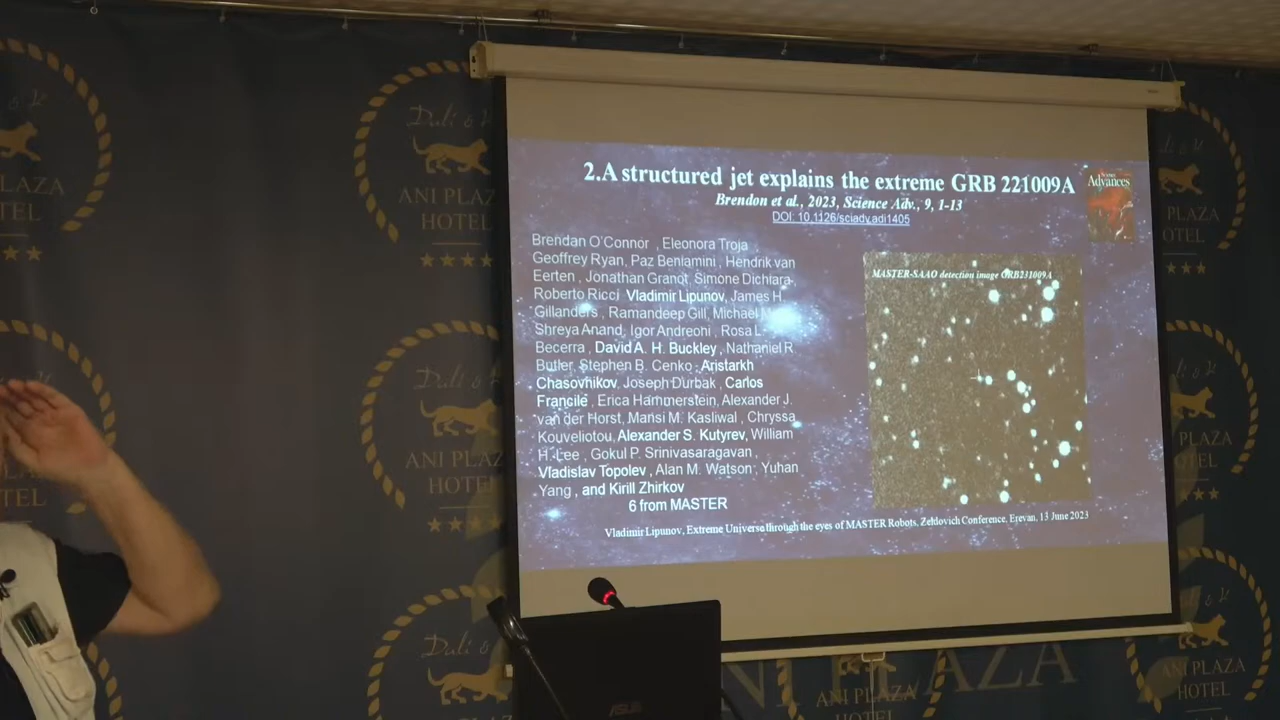 2.A structured jet explains the extreme GRB 221009A
Brendon et al., 2023, Science Adv., 9, 1-13
DOI: 10.1126/sciadv.adi1405
Science
Advances
Brendan O'Connor , Eleonora Troja
Geoffrey Ryan, Paz Beniamini , Hendrik van
Eerten , Jonathan Granot, Simone Dichiara,
Roberto Ricci Vladimir Lipunov, James H.
Gillanders , Ramandeep Gill, Michael
Shreya Anand, Igor Andreoni , Rosa L.
Becerra , David A. H. Buckley , Nathaniel R
Butler, Stephen B. Cenko, Aristarkh
Chasovnikov, Joseph Durbak , Carlos
Francile , Erica Hammerstein, Alexander J.
van der Horst, Mansi M. Kasliwal , Chryssa
Kouveliotou, Alexander S. Kutyrev, William
H. Lee , Gokul P. Srinivasaragavan ,
Vladislav Topolev , Alan M. Watson, Yuhan
Yang , and Kirill Zhirkov
6 from MASTER
MASTER-SAAO detection image GRB231009A
Vladimir Lipunov, Extreme Universe through the eyes of MASTER Robots, Zeldovich Conference, Erevan, 13 June 2023
ANI PLAZA
HOTEL
ANI PLAZA
HOTEL
PLAZA
HOTEL
ANI PLAZA
HOTEL
ANI PLAZA
HOTEL
ASUS